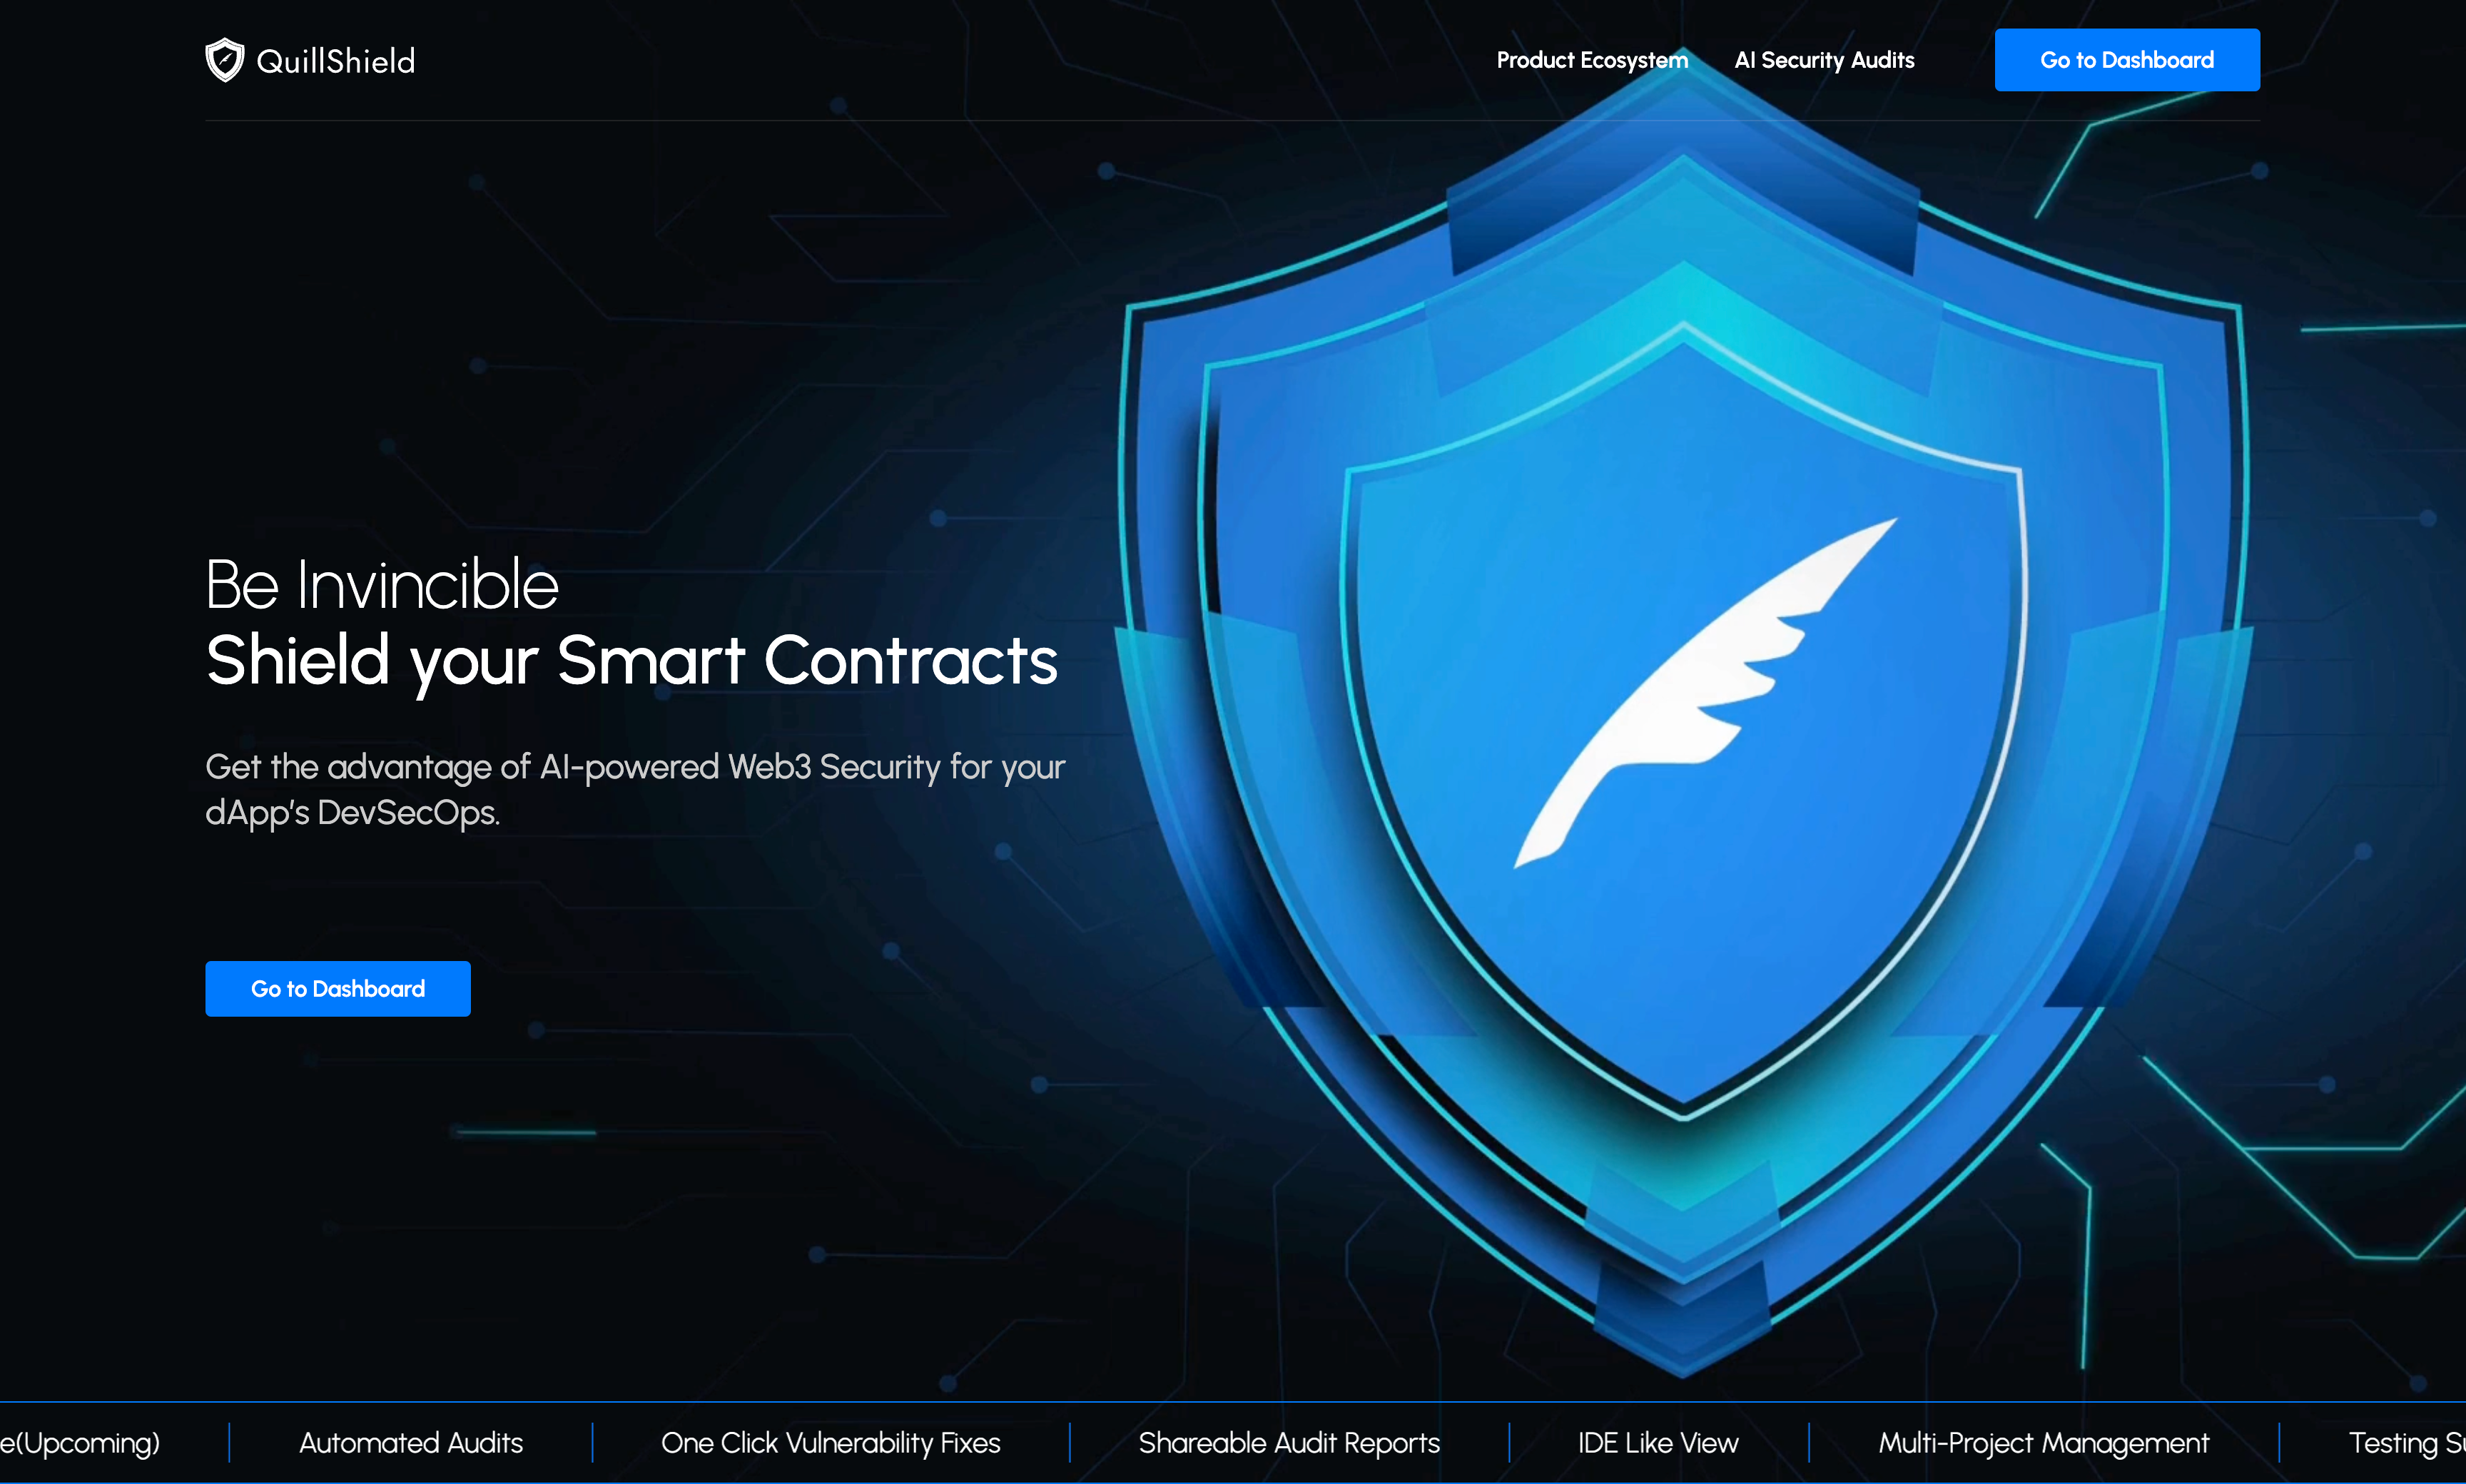 QuillShield
Product Ecosystem
AI Security Audits
Go to Dashboard
Be Invincible
Shield your Smart Contracts
Get the advantage of AI-powered Web3 Security for your
dApp's DevSecOps.
Go to Dashboard
e(Upcoming)
Automated Audits
One Click Vulnerability Fixes
Shareable Audit Reports
IDE Like View
Multi-Project Management
Testing